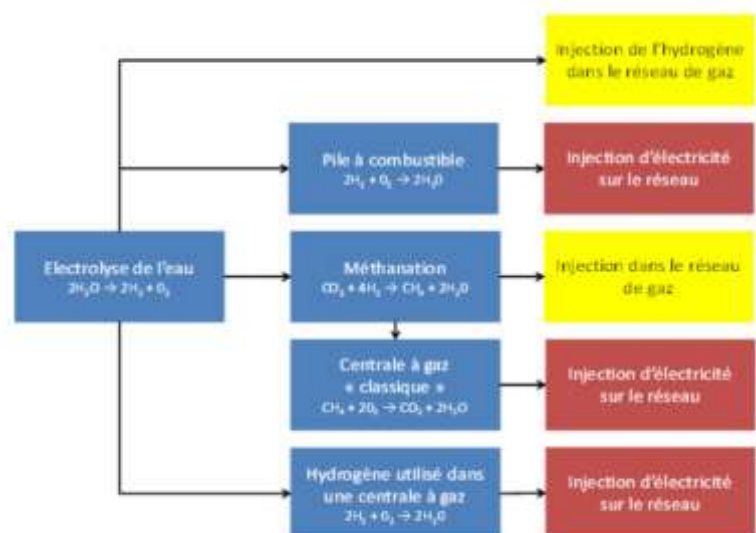 Injection de l'hydrogène
dans le réseau de gaz
Pile à combustible
2H₂ + O₂ → 2H₂O
Injection d'électricité
sur le réseau
Electrolyse de l'eau
2H₂O → 2H₂ + O₂
Méthanation
CO₂ + 4H₂ → CH₄ + 2H₂O
Injection dans le réseau
de gaz
Centrale à gaz
« classique »
CH₄ + 2O₂ → CO₂ + 2H₂O
Injection d'électricité
sur le réseau
Hydrogène utilisé dans
une centrale à gaz
2H₂ + O₂ → 2H₂O
Injection d'électricité
sur le réseau